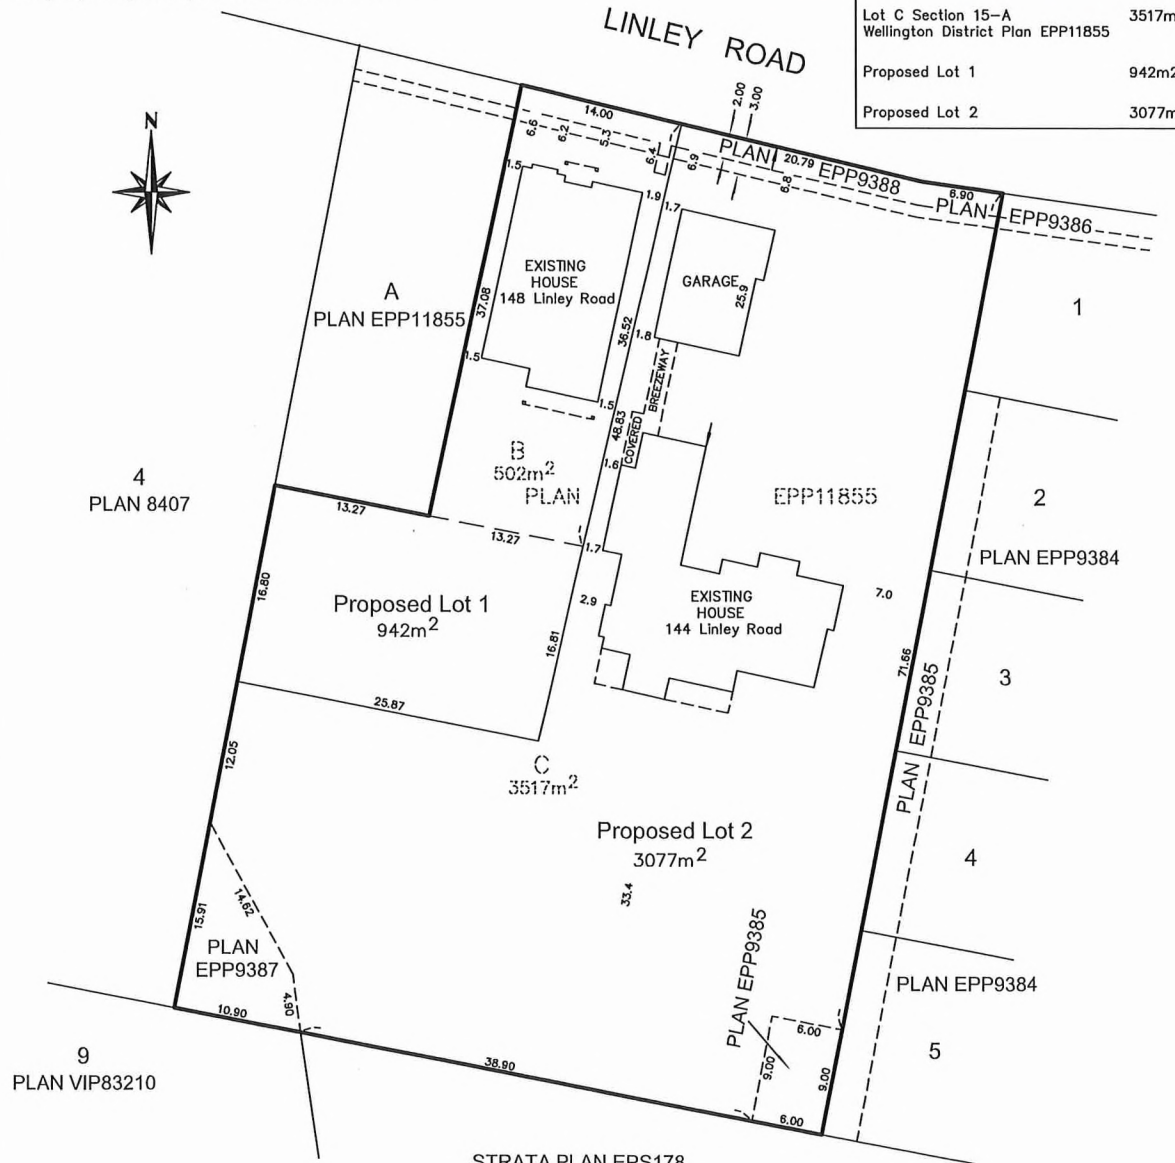 LINLEY ROAD
Lot C Section 15-A 3517m
Wellington District Plan EPP11855
Proposed Lot 1 942m2
Proposed Lot 2 3077m
N
14.00
2.00
3.00
6.6
6.2
5.3
6.4
6.9
PLAN EPP9388
20.79
6.8
6.90
PLAN EPP9386
1.5
1.9
1.7
EXISTING
HOUSE
148 Linley Road
GARAGE
25.9
A
PLAN EPP11855
37.08
36.52
1.8
1
1.5
1.5
COVERED BREEZEWAY
48.83
1.6
B
502m2
PLAN EPP11855
4
PLAN 8407
2
PLAN EPP9384
13.27
13.27
1.7
16.80
Proposed Lot 1
942m2
2.9
EXISTING
HOUSE
144 Linley Road
7.0
16.81
71.66
3
PLAN EPP9385
25.87
12.05
C
3517m2
Proposed Lot 2
3077m2
33.4
4
14.62
15.91
PLAN
EPP9387
4.90
PLAN EPP9385
PLAN EPP9384
10.90
6.00
9.00
9.00
5
9
PLAN VIP83210
38.90
6.00
STRATA PLAN EPS178